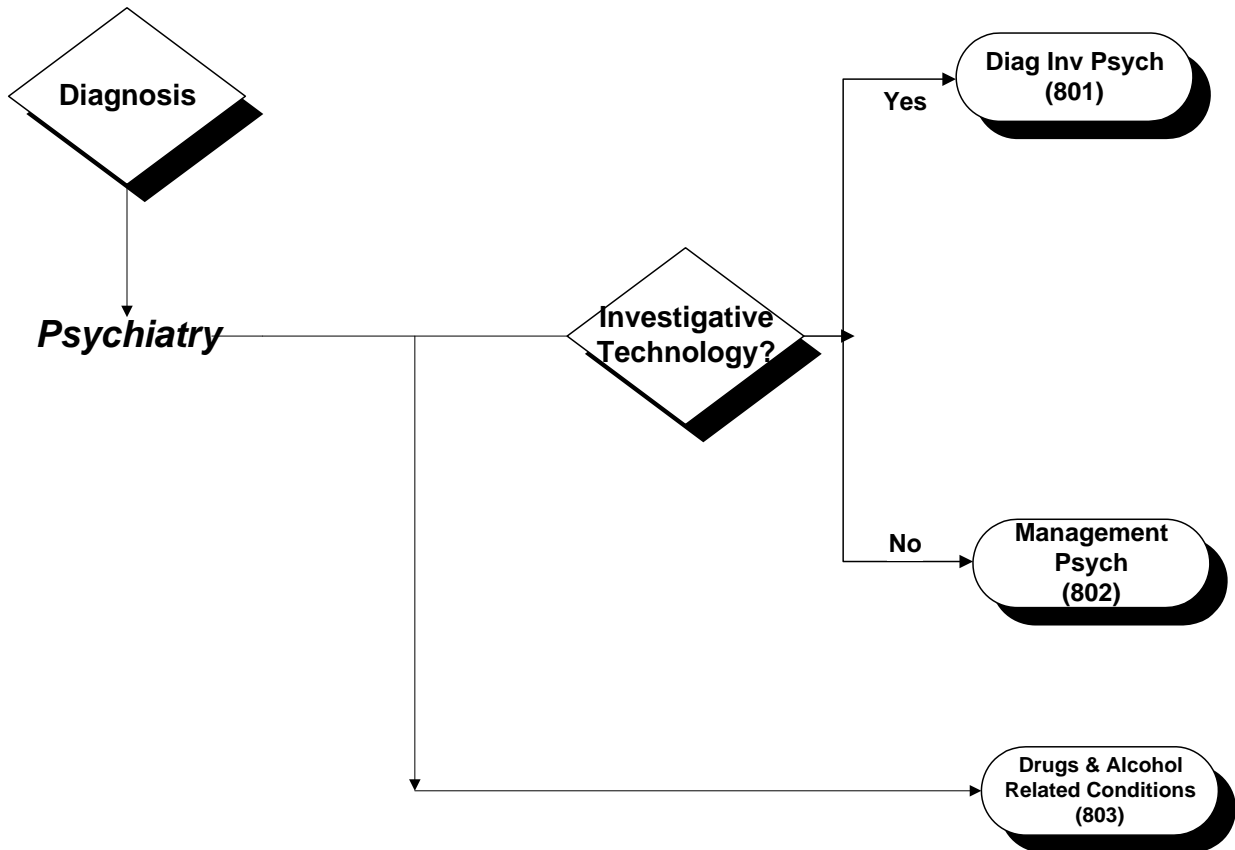 Diagnosis
Diag Inv Psych
(801)
Yes
Psychiatry
Investigative
Technology?
No
Management
Psych
(802)
Drugs & Alcohol
Related Conditions
(803)